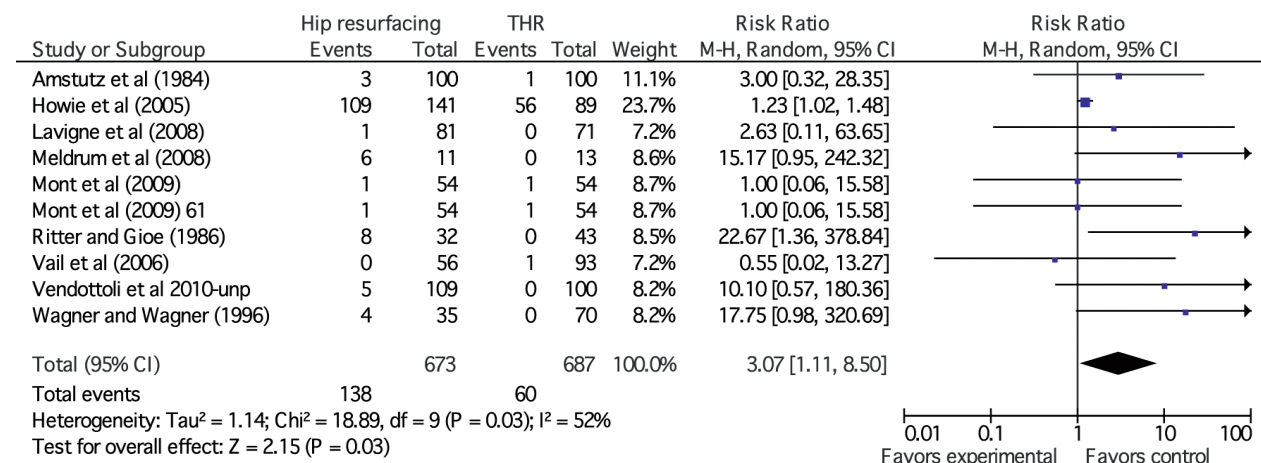 Hip resurfacing THR Risk Ratio Risk Ratio
Study or Subgroup Events Total Events Total Weight M-H, Random, 95% CI M-H, Random, 95% CI
Amstutz et al (1984) 3 100 1 100 11.1% 3.00 [0.32, 28.35]
Howie et al (2005) 109 141 56 89 23.7% 1.23 [1.02, 1.48]
Lavigne et al (2008) 1 81 0 71 7.2% 2.63 [0.11, 63.65]
Meldrum et al (2008) 6 11 0 13 8.6% 15.17 [0.95, 242.32]
Mont et al (2009) 1 54 1 54 8.7% 1.00 [0.06, 15.58]
Mont et al (2009) 61 1 54 1 54 8.7% 1.00 [0.06, 15.58]
Ritter and Gioe (1986) 8 32 0 43 8.5% 22.67 [1.36, 378.84]
Vail et al (2006) 0 56 1 93 7.2% 0.55 [0.02, 13.27]
Vendottoli et al 2010-unp 5 109 0 100 8.2% 10.10 [0.57, 180.36]
Wagner and Wagner (1996) 4 35 0 70 8.2% 17.75 [0.98, 320.69]
Total (95% CI) 673 687 100.0% 3.07 [1.11, 8.50]
Total events 138 60
Heterogeneity: Tau² = 1.14; Chi² = 18.89, df = 9 (P = 0.03); I² = 52%
Test for overall effect: Z = 2.15 (P = 0.03)
0.01 0.1 1 10 100
Favors experimental Favors control